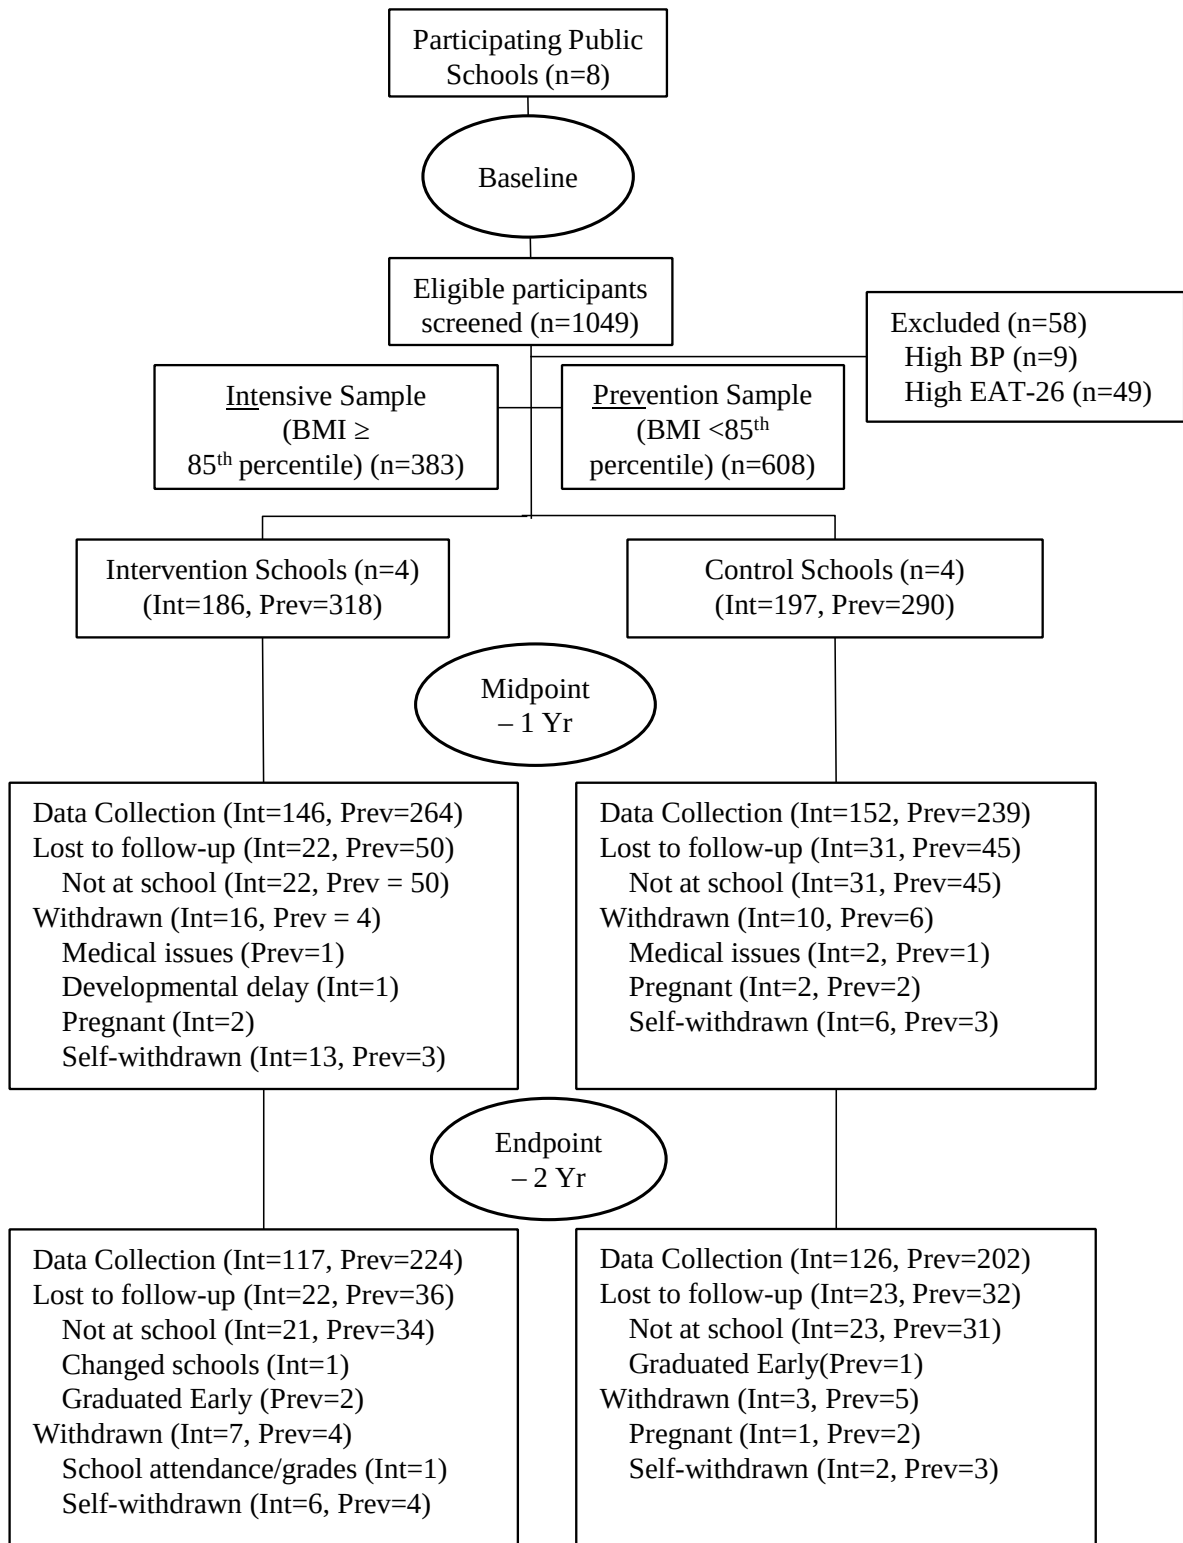 Participating Public
Schools (n=8)
Baseline
Eligible participants
screened (n=1049)
Excluded (n=58)
High BP (n=9)
High EAT-26 (n=49)
Intensive Sample
(BMI ≥
85th percentile) (n=383)
Prevention Sample
(BMI <85th
percentile) (n=608)
Intervention Schools (n=4)
(Int=186, Prev=318)
Control Schools (n=4)
(Int=197, Prev=290)
Midpoint
– 1 Yr
Data Collection (Int=146, Prev=264)
Lost to follow-up (Int=22, Prev=50)
Not at school (Int=22, Prev = 50)
Withdrawn (Int=16, Prev = 4)
Medical issues (Prev=1)
Developmental delay (Int=1)
Pregnant (Int=2)
Self-withdrawn (Int=13, Prev=3)
Data Collection (Int=152, Prev=239)
Lost to follow-up (Int=31, Prev=45)
Not at school (Int=31, Prev=45)
Withdrawn (Int=10, Prev=6)
Medical issues (Int=2, Prev=1)
Pregnant (Int=2, Prev=2)
Self-withdrawn (Int=6, Prev=3)
Endpoint
– 2 Yr
Data Collection (Int=117, Prev=224)
Lost to follow-up (Int=22, Prev=36)
Not at school (Int=21, Prev=34)
Changed schools (Int=1)
Graduated Early (Prev=2)
Withdrawn (Int=7, Prev=4)
School attendance/grades (Int=1)
Self-withdrawn (Int=6, Prev=4)
Data Collection (Int=126, Prev=202)
Lost to follow-up (Int=23, Prev=32)
Not at school (Int=23, Prev=31)
Graduated Early(Prev=1)
Withdrawn (Int=3, Prev=5)
Pregnant (Int=1, Prev=2)
Self-withdrawn (Int=2, Prev=3)